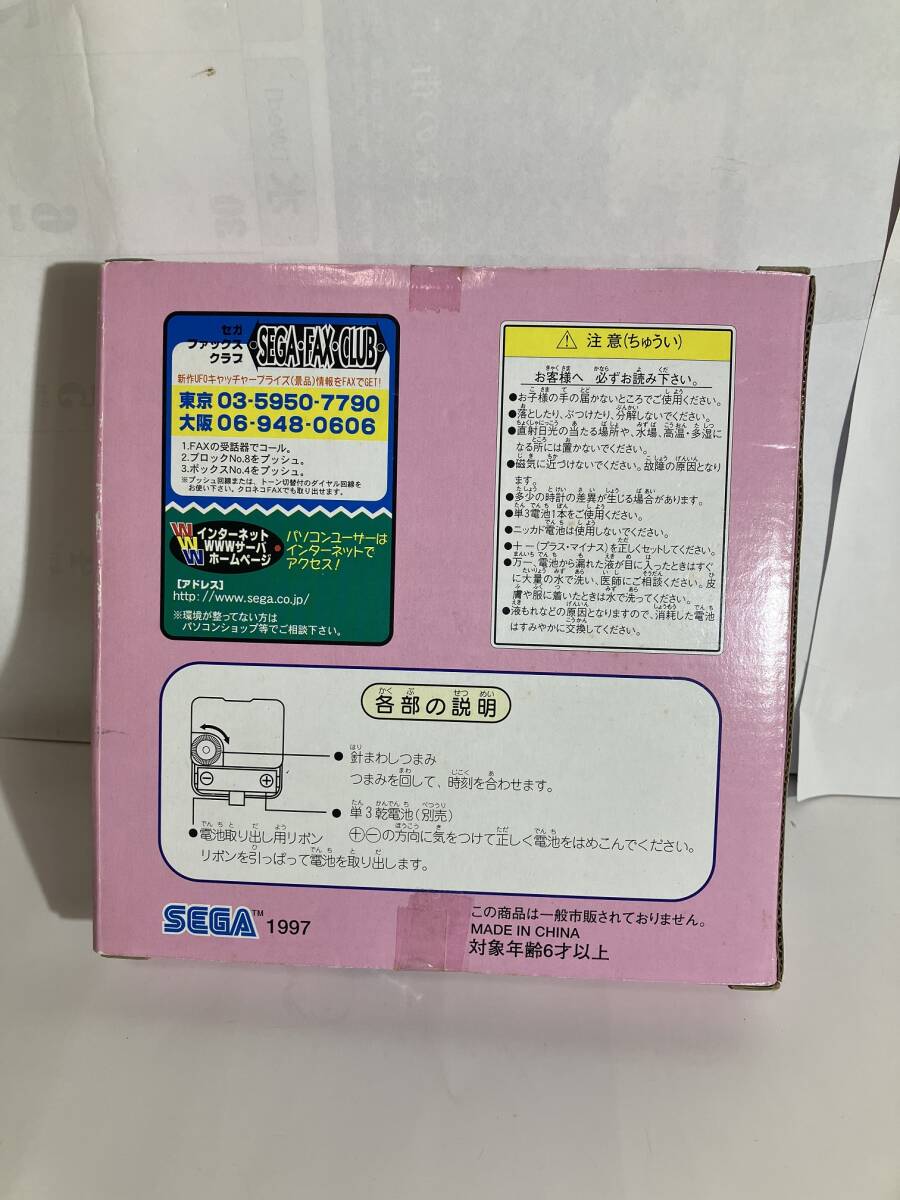 セガ
ファックス
クラブ
SEGA・FAX・CLUB
新作UFOキャッチャープライズ(景品)情報をFAXでGET!
東京 03-5950-7790
大阪 06-948-0606
1.FAXの受話器でコール。
2.ブロックNo.8をプッシュ。
3.ボックスNo.4をプッシュ。
※プッシュ回線または、トーン切替付のダイヤル回線を
お使い下さい。クロネコFAXでも取り出せます。
WWW
インターネット
WWWサーバ
ホームページ
パソコンユーザーは
インターネットで
アクセス!
【アドレス】
http://www.sega.co.jp/
※環境が整ってない方は
パソコンショップ等でご相談下さい。
⚠ 注意(ちゅうい)
お客様へ 必ずお読み下さい。
●お子様の手の届かないところでご使用ください。
●落としたり、ぶつけたり、分解しないでください。
●直射日光の当たる場所や、水場、高温・多湿に
なる所には置かないでください。
●磁気に近づけないでください。故障の原因となり
ます。
●多少の時計の差異が生じる場合があります。
●単3電池1本をご使用ください。
●ニッカド電池は使用しないでください。
●+−(プラス・マイナス)を正しくセットしてください。
●万一、電池から漏れた液が目に入ったときはすぐ
に大量の水で洗い、医師にご相談ください。皮
膚や服に着いたときは水で洗ってください。
●液もれなどの原因となりますので、消耗した電池
はすみやかに交換してください。
各部の説明
●針まわしつまみ
つまみを回して、時刻を合わせます。
●単3乾電池(別売)
⊕⊖の方向に気をつけて正しく電池をはめこんでください。
●電池取り出し用リボン
リボンを引っぱって電池を取り出します。
SEGA™ 1997
この商品は一般市販されておりません。
MADE IN CHINA
対象年齢6才以上